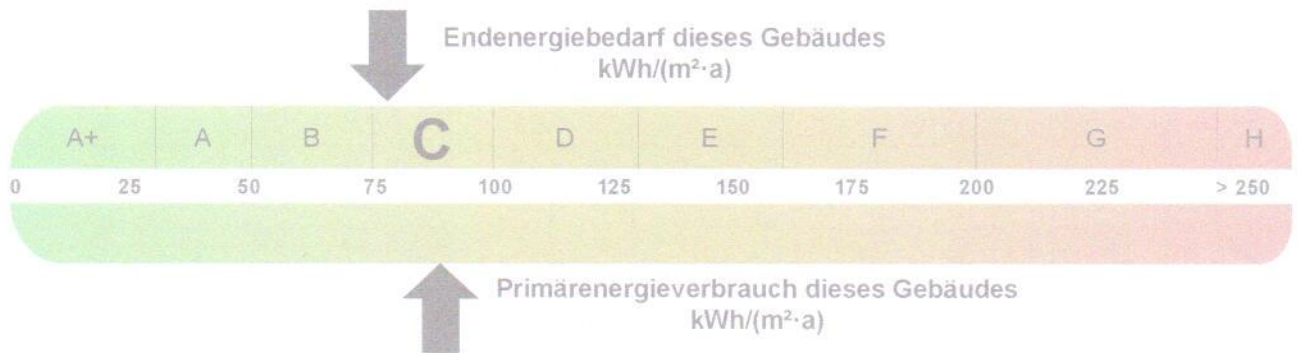 Endenergiebedarf dieses Gebäudes
kWh/(m²·a)
A+ A B C D E F G H
0 25 50 75 100 125 150 175 200 225 > 250
Primärenergieverbrauch dieses Gebäudes
kWh/(m²·a)